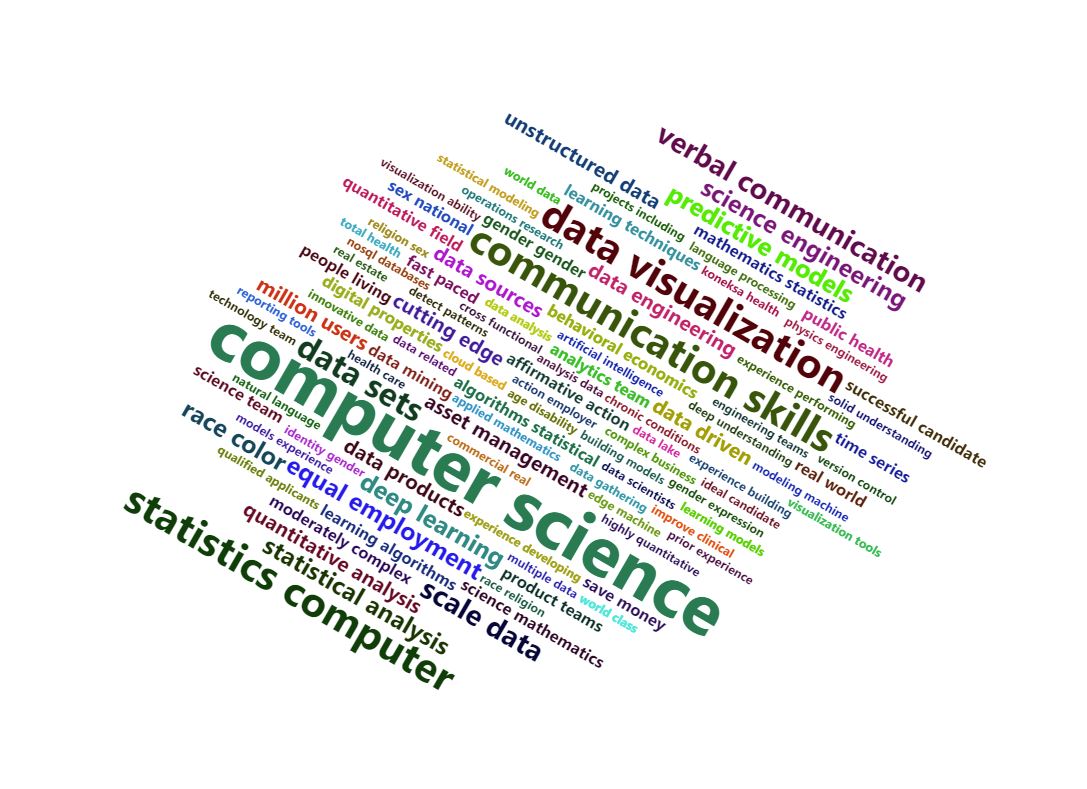 unstructured data
verbal communication
statistical modeling
world data
projects including
science engineering
visualization ability
operations research
learning techniques
predictive models
quantitative field
sex national
gender gender
data visualization
language processing
mathematics statistics
total health
religion sex
communication skills
koneksa health
public health
nosql databases
fast paced
data sources
data engineering
physics engineering
people living
real estate
detect patterns
cross functional
data analysis
behavioral economics
experience performing
successful candidate
million users
digital properties
cutting edge
artificial intelligence
solid understanding
technology team
reporting tools
innovative data
data related
cloud based
affirmative action
analysis data
analytics team
chronic conditions
data driven
deep understanding
engineering teams
time series
computer science
data sets
health care
data mining
algorithms statistical
action employer
age disability
complex business
data lake
real world
version control
science team
natural language
asset management
applied mathematics
building models
gender expression
experience building
modeling machine
visualization tools
race color
models experience
identity gender
data products
commercial real
data gathering
data scientists
ideal candidate
learning models
qualified applicants
equal employment
deep learning
edge machine
improve clinical
prior experience
highly quantitative
statistics computer
moderately complex
learning algorithms
experience developing
multiple data
save money
quantitative analysis
statistical analysis
race religion
product teams
world class
scale data
science mathematics